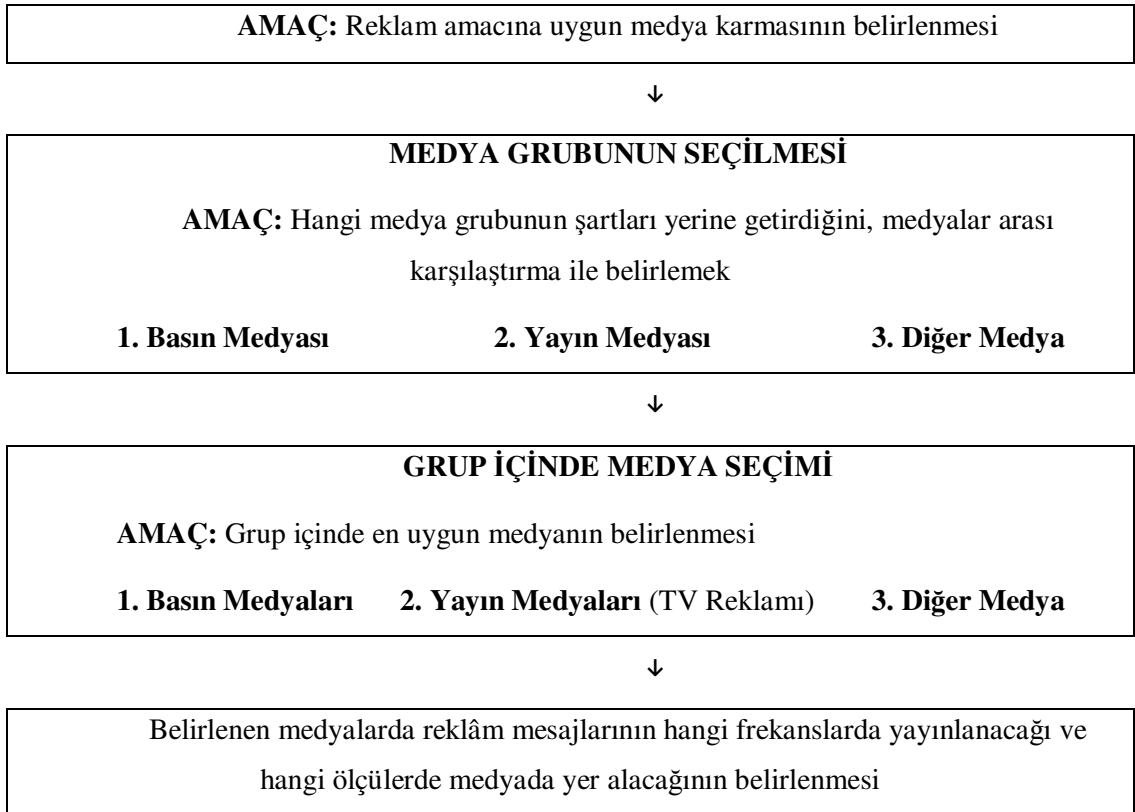 AMAÇ: Reklam amacına uygun medya karmasının belirlenmesi
↓
MEDYA GRUBUNUN SEÇİLMESİ
AMAÇ: Hangi medya grubunun şartları yerine getirdiğini, medyalar arası
karşılaştırma ile belirlemek
1. Basın Medyası 2. Yayın Medyası 3. Diğer Medya
↓
GRUP İÇİNDE MEDYA SEÇİMİ
AMAÇ: Grup içinde en uygun medyanın belirlenmesi
1. Basın Medyaları 2. Yayın Medyaları (TV Reklamı) 3. Diğer Medya
↓
Belirlenen medyalarda reklâm mesajlarının hangi frekanslarda yayınlanacağı ve
hangi ölçülerde medyada yer alacağının belirlenmesi